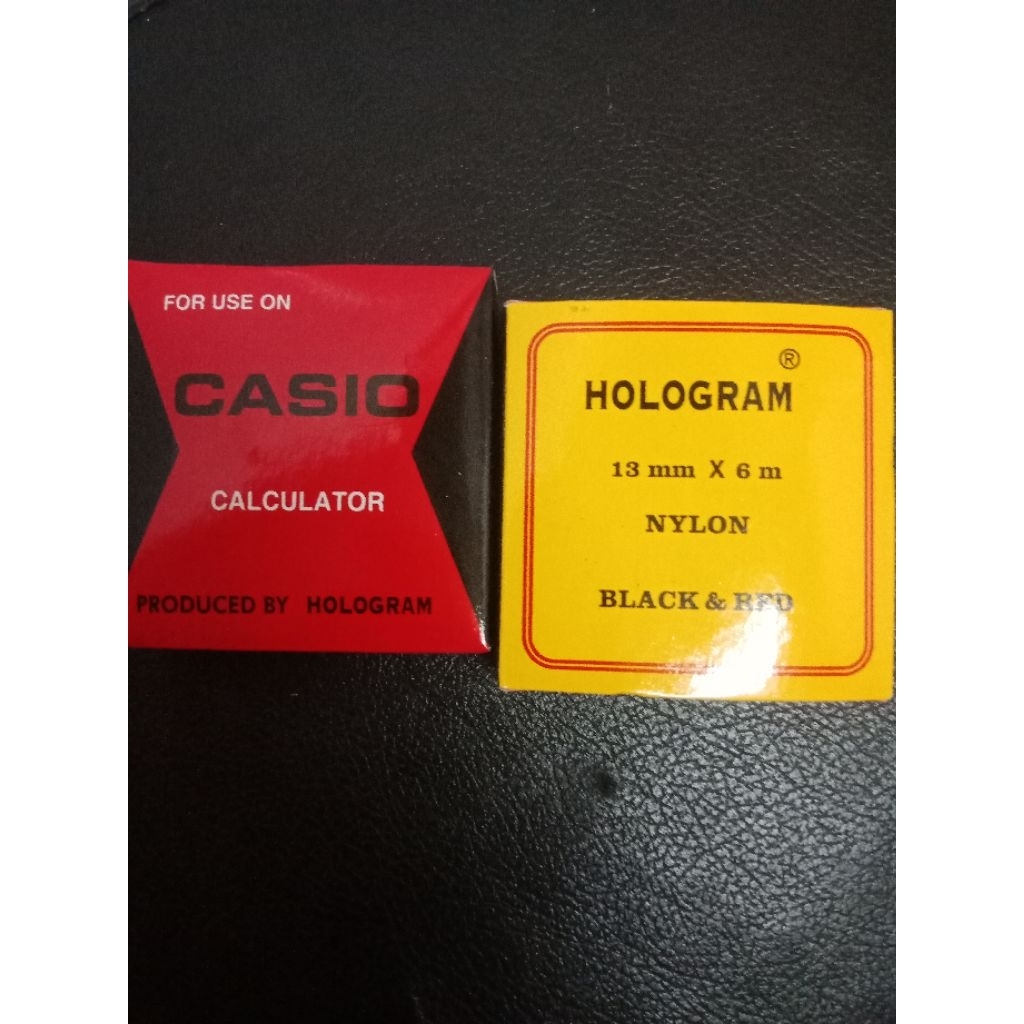 FOR USE ON
CASIO
CALCULATOR
PRODUCED BY HOLOGRAM
HOLOGRAM ®
13 mm X 6 m
NYLON
BLACK & RED